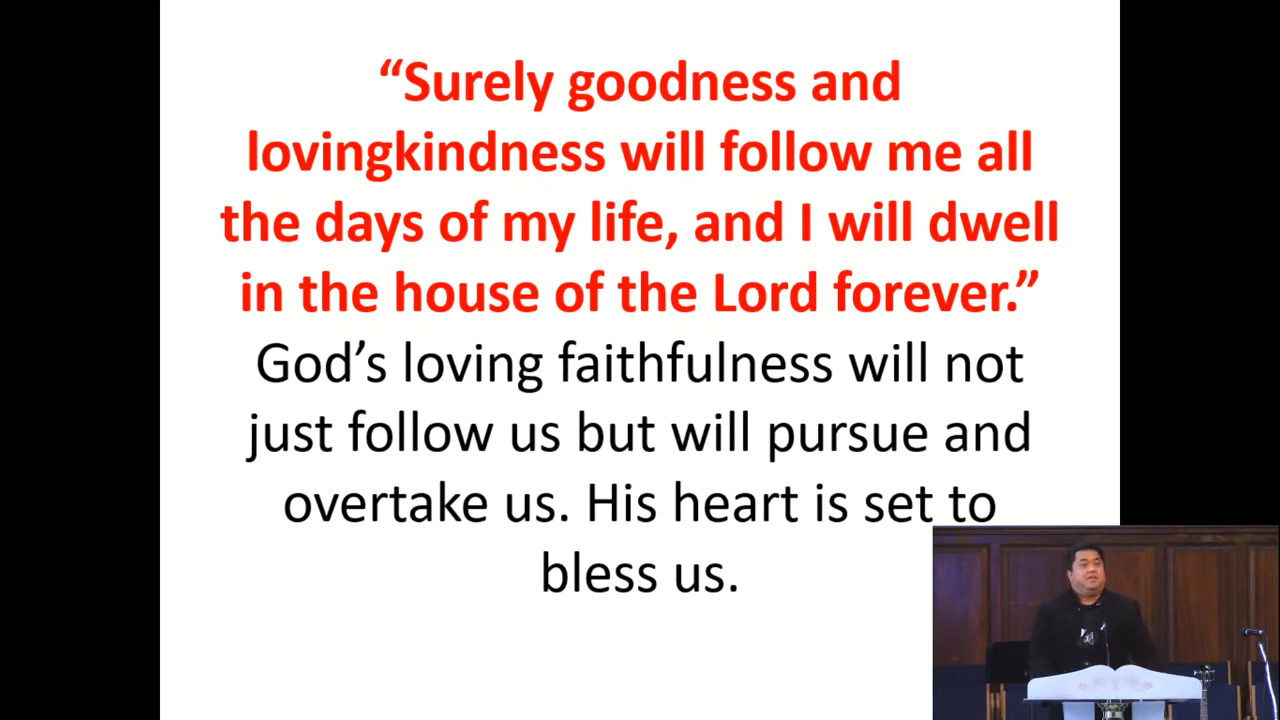 “Surely goodness and
lovingkindness will follow me all
the days of my life, and I will dwell
in the house of the Lord forever.”
God’s loving faithfulness will not
just follow us but will pursue and
overtake us. His heart is set to
bless us.